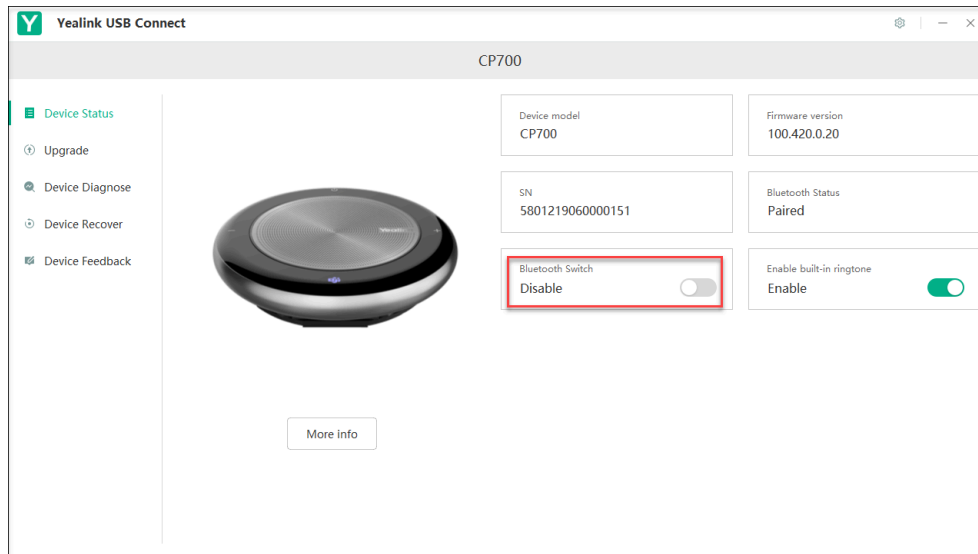 Yealink USB Connect
CP700
Device Status
Upgrade
Device Diagnose
Device Recover
Device Feedback
Yealink
More info
Device model
CP700
Firmware version
100.420.0.20
SN
5801219060000151
Bluetooth Status
Paired
Bluetooth Switch
Disable
Enable built-in ringtone
Enable